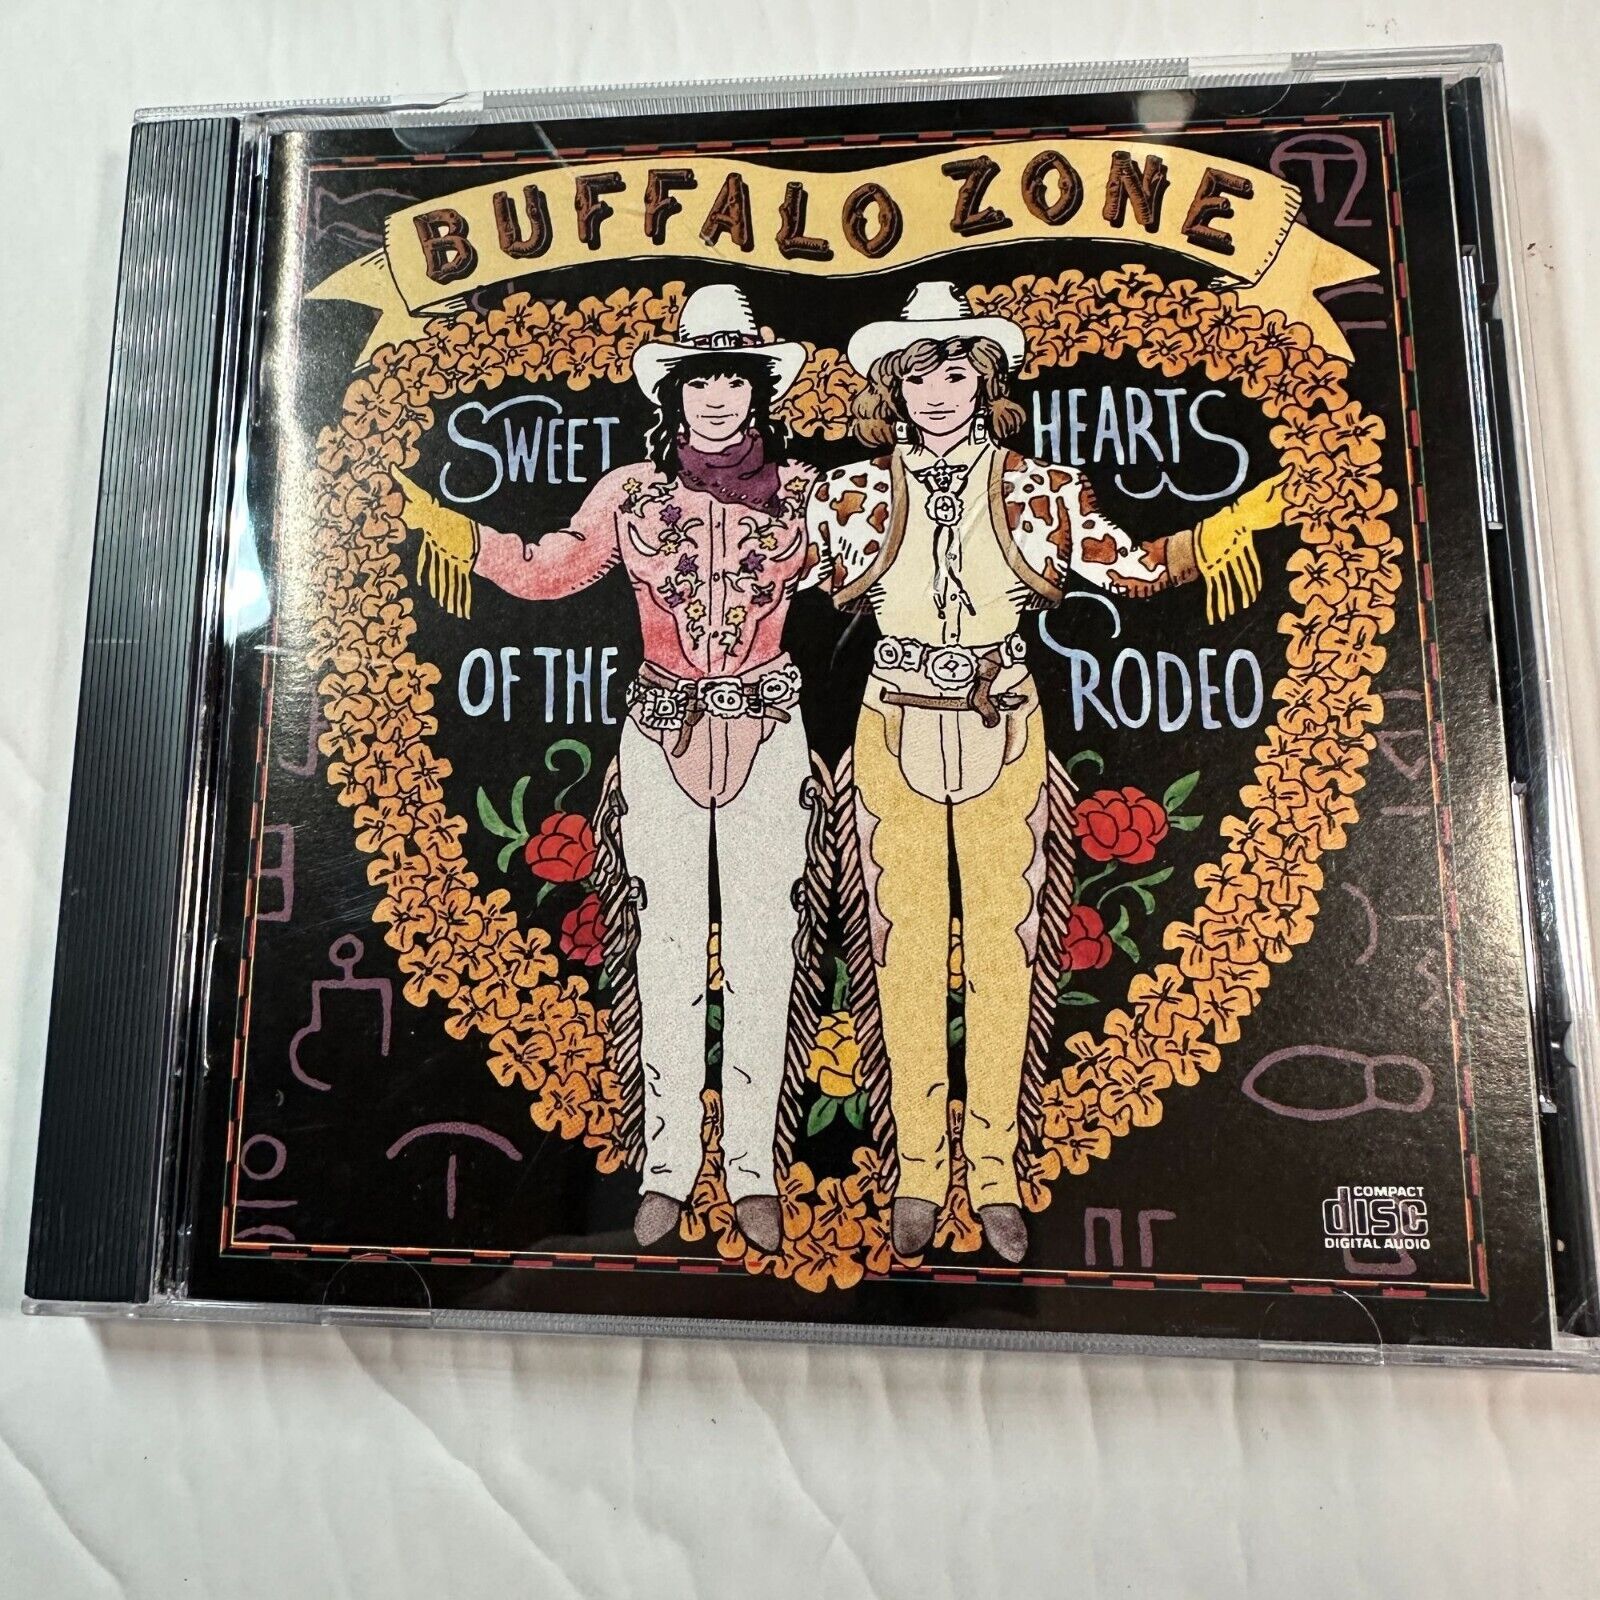 BUFFALO ZONE
SWEET HEARTS
OF THE RODEO
COMPACT
disc
DIGITAL AUDIO